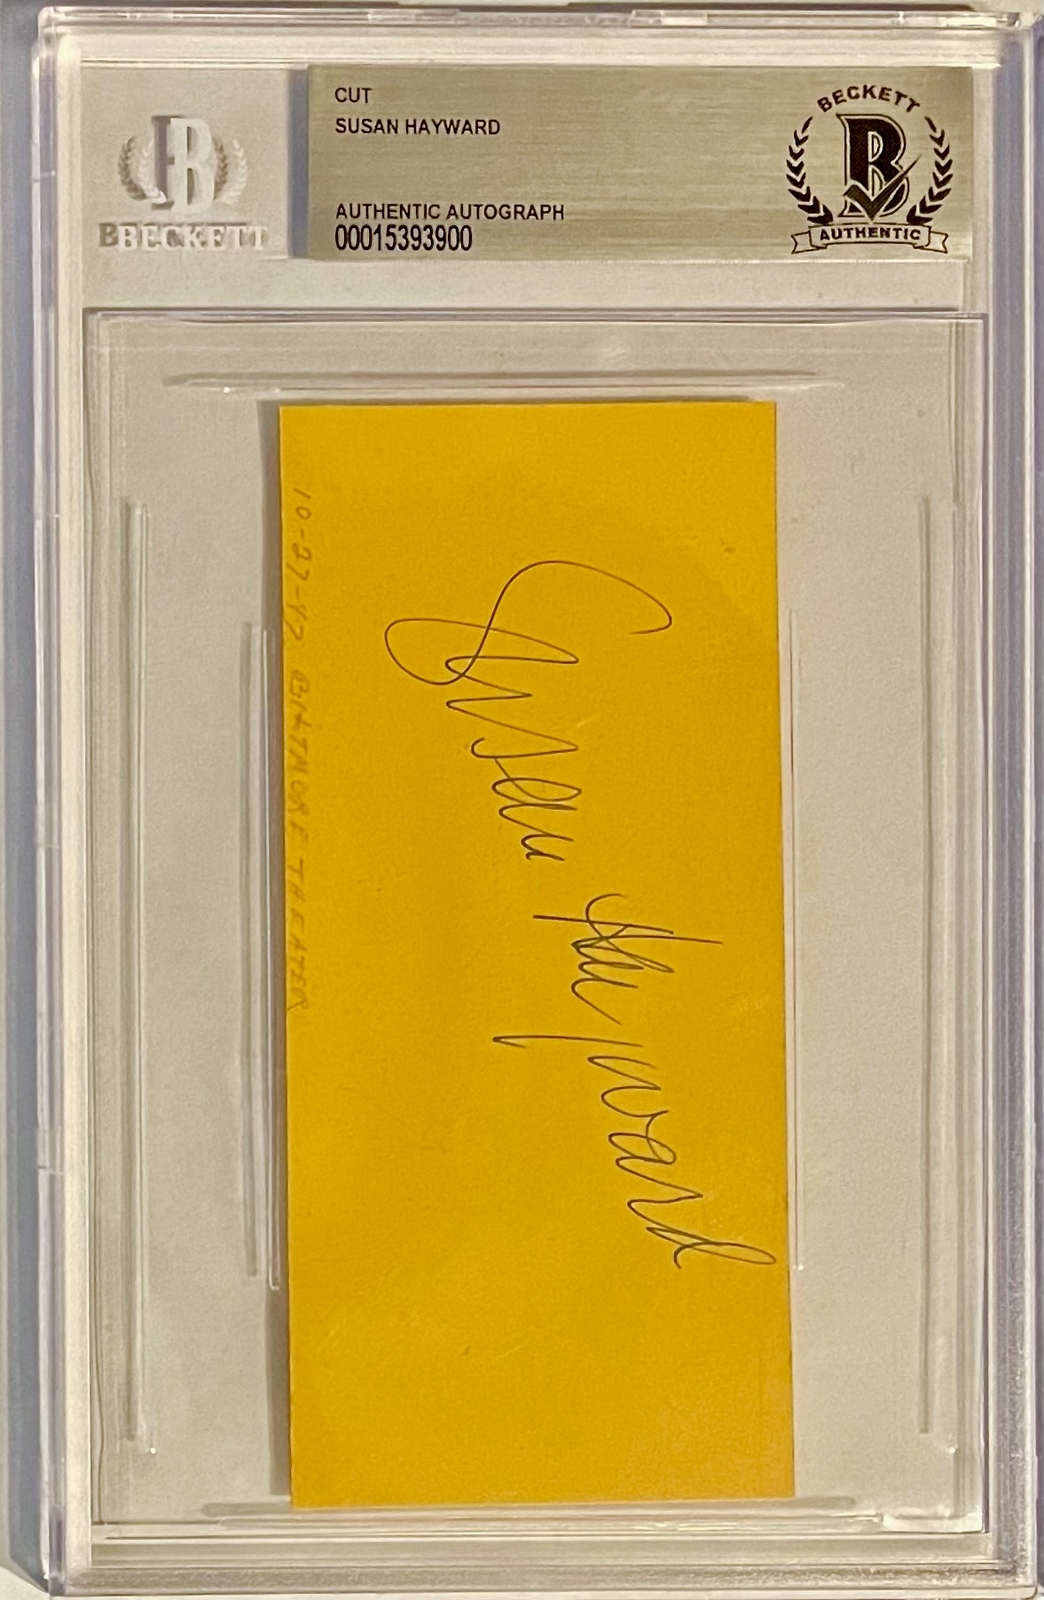 CUT
SUSAN HAYWARD
AUTHENTIC AUTOGRAPH
00015393900
BECKETT
B
AUTHENTIC
B
BECKETT
Susan Hayward
10-27-47 BILTMORE THEATER